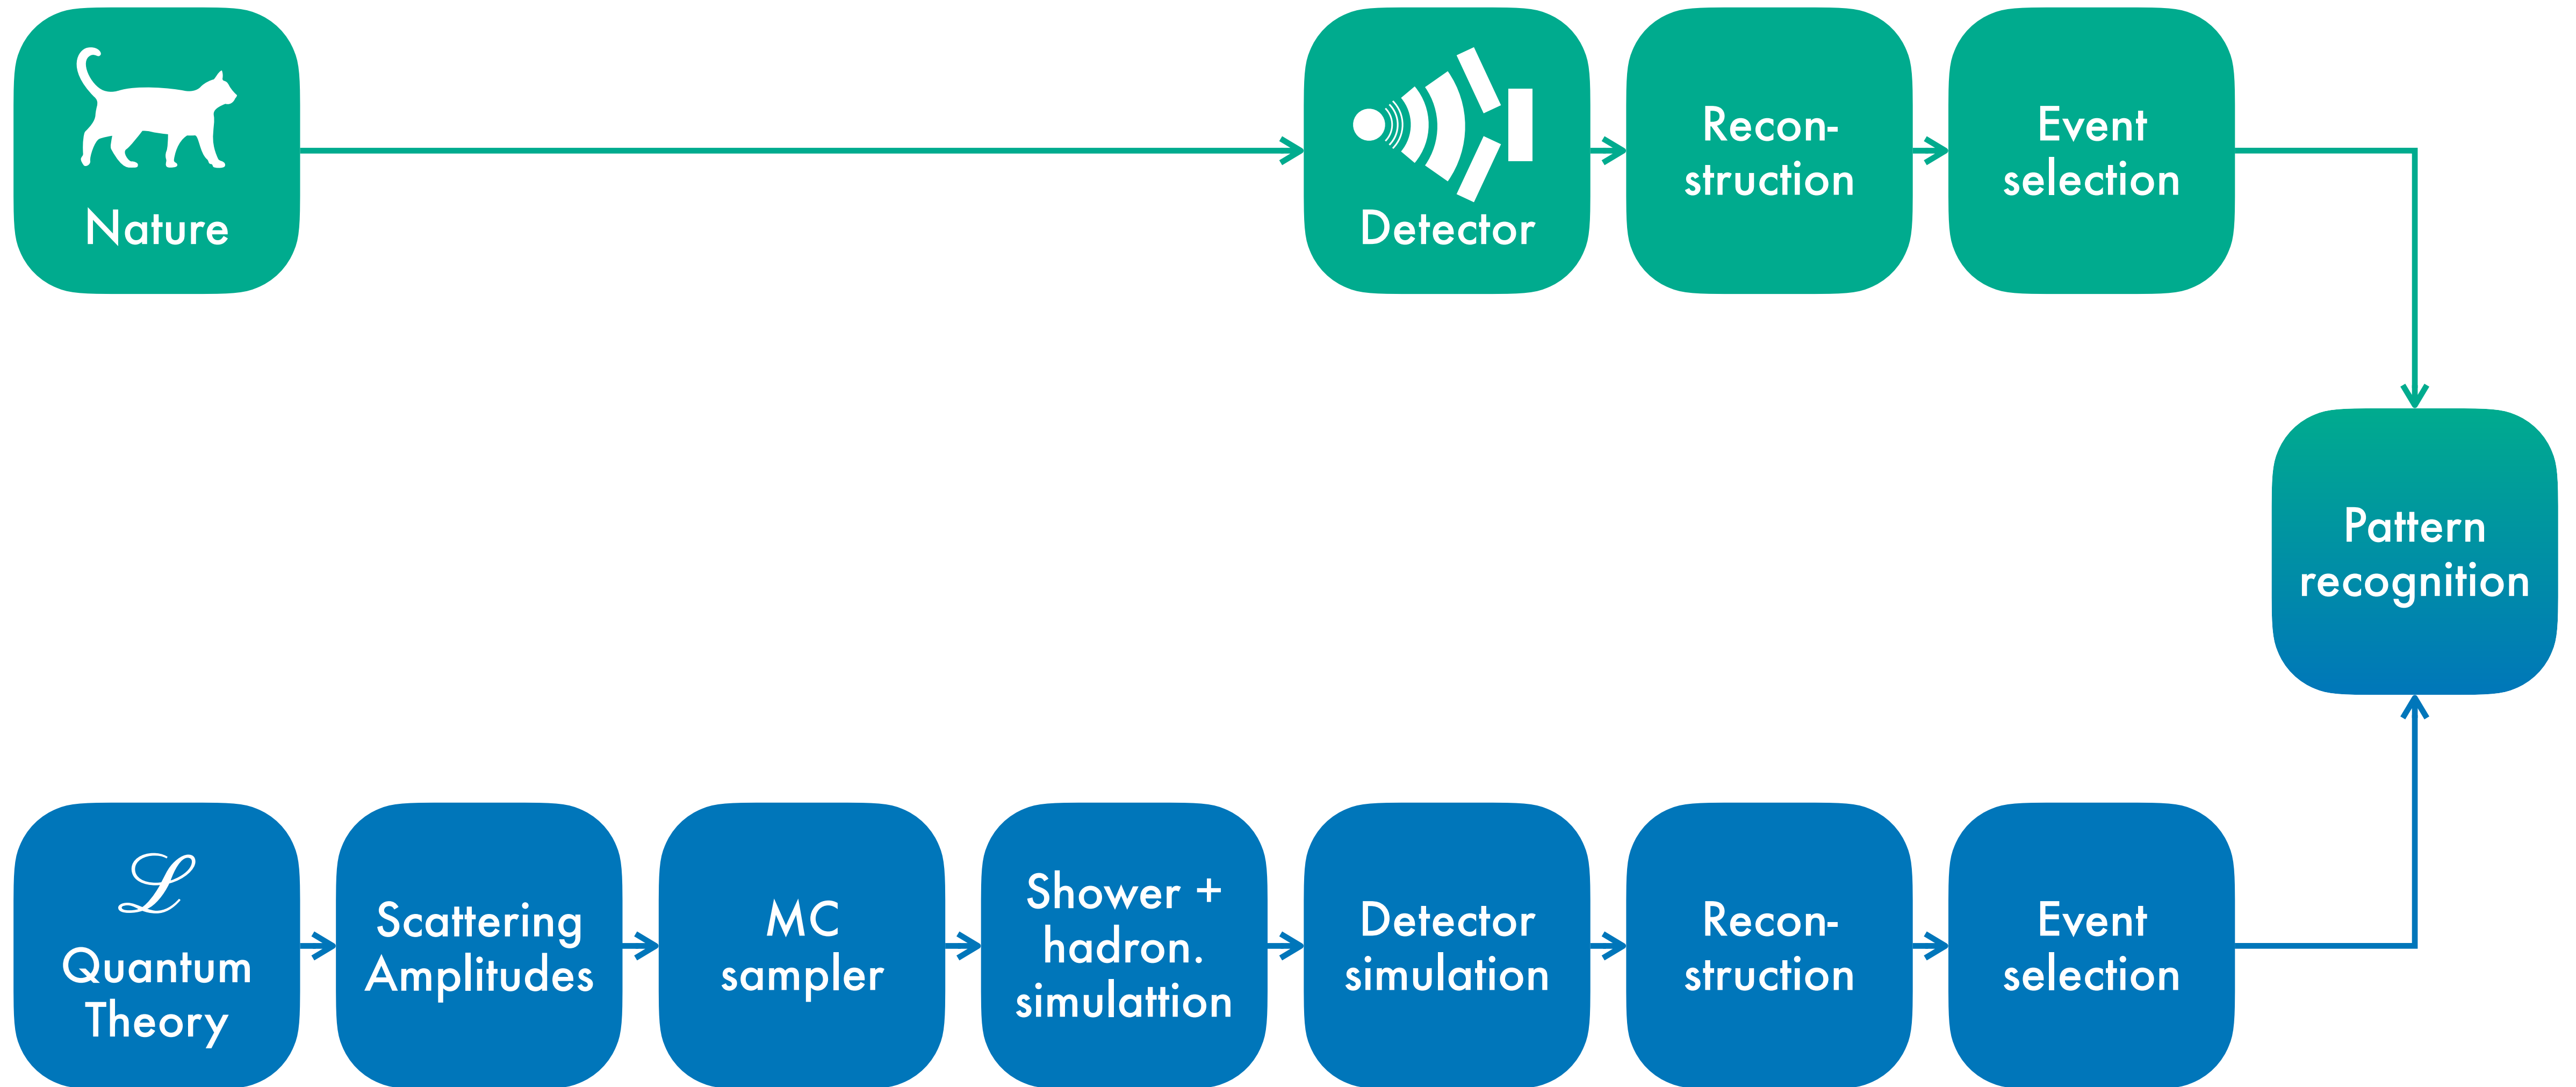 Nature
Detector
Recon-
struction
Event
selection
Pattern
recognition
ℒ
Quantum
Theory
Scattering
Amplitudes
MC
sampler
Shower +
hadron.
simulattion
Detector
simulation
Recon-
struction
Event
selection